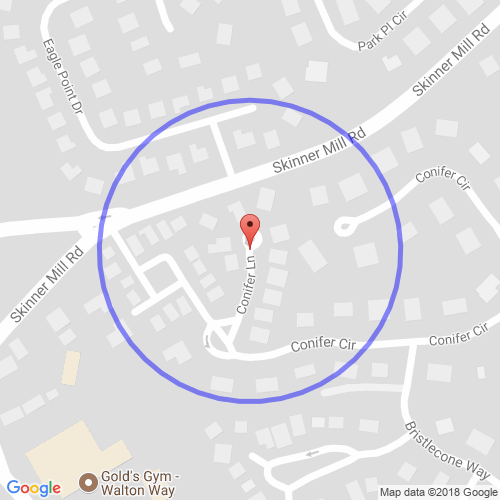 Park Pl Cir
Skinner Mill Rd
Eagle Point Dr
Skinner Mill Rd
Conifer Cir
Skinner Mill Rd
Conifer Ln
Conifer Cir
Conifer Cir
Bristlecone Way
Gold's Gym -
Walton Way
Google
Map data ©2018 Google